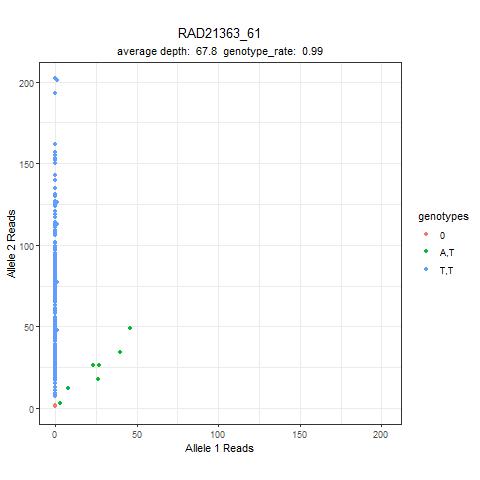 RAD21363_61
average depth: 67.8 genotype_rate: 0.99
Allele 2 Reads
200
150
100
50
0
0 50 100 150 200
Allele 1 Reads
genotypes
0
A,T
T,T